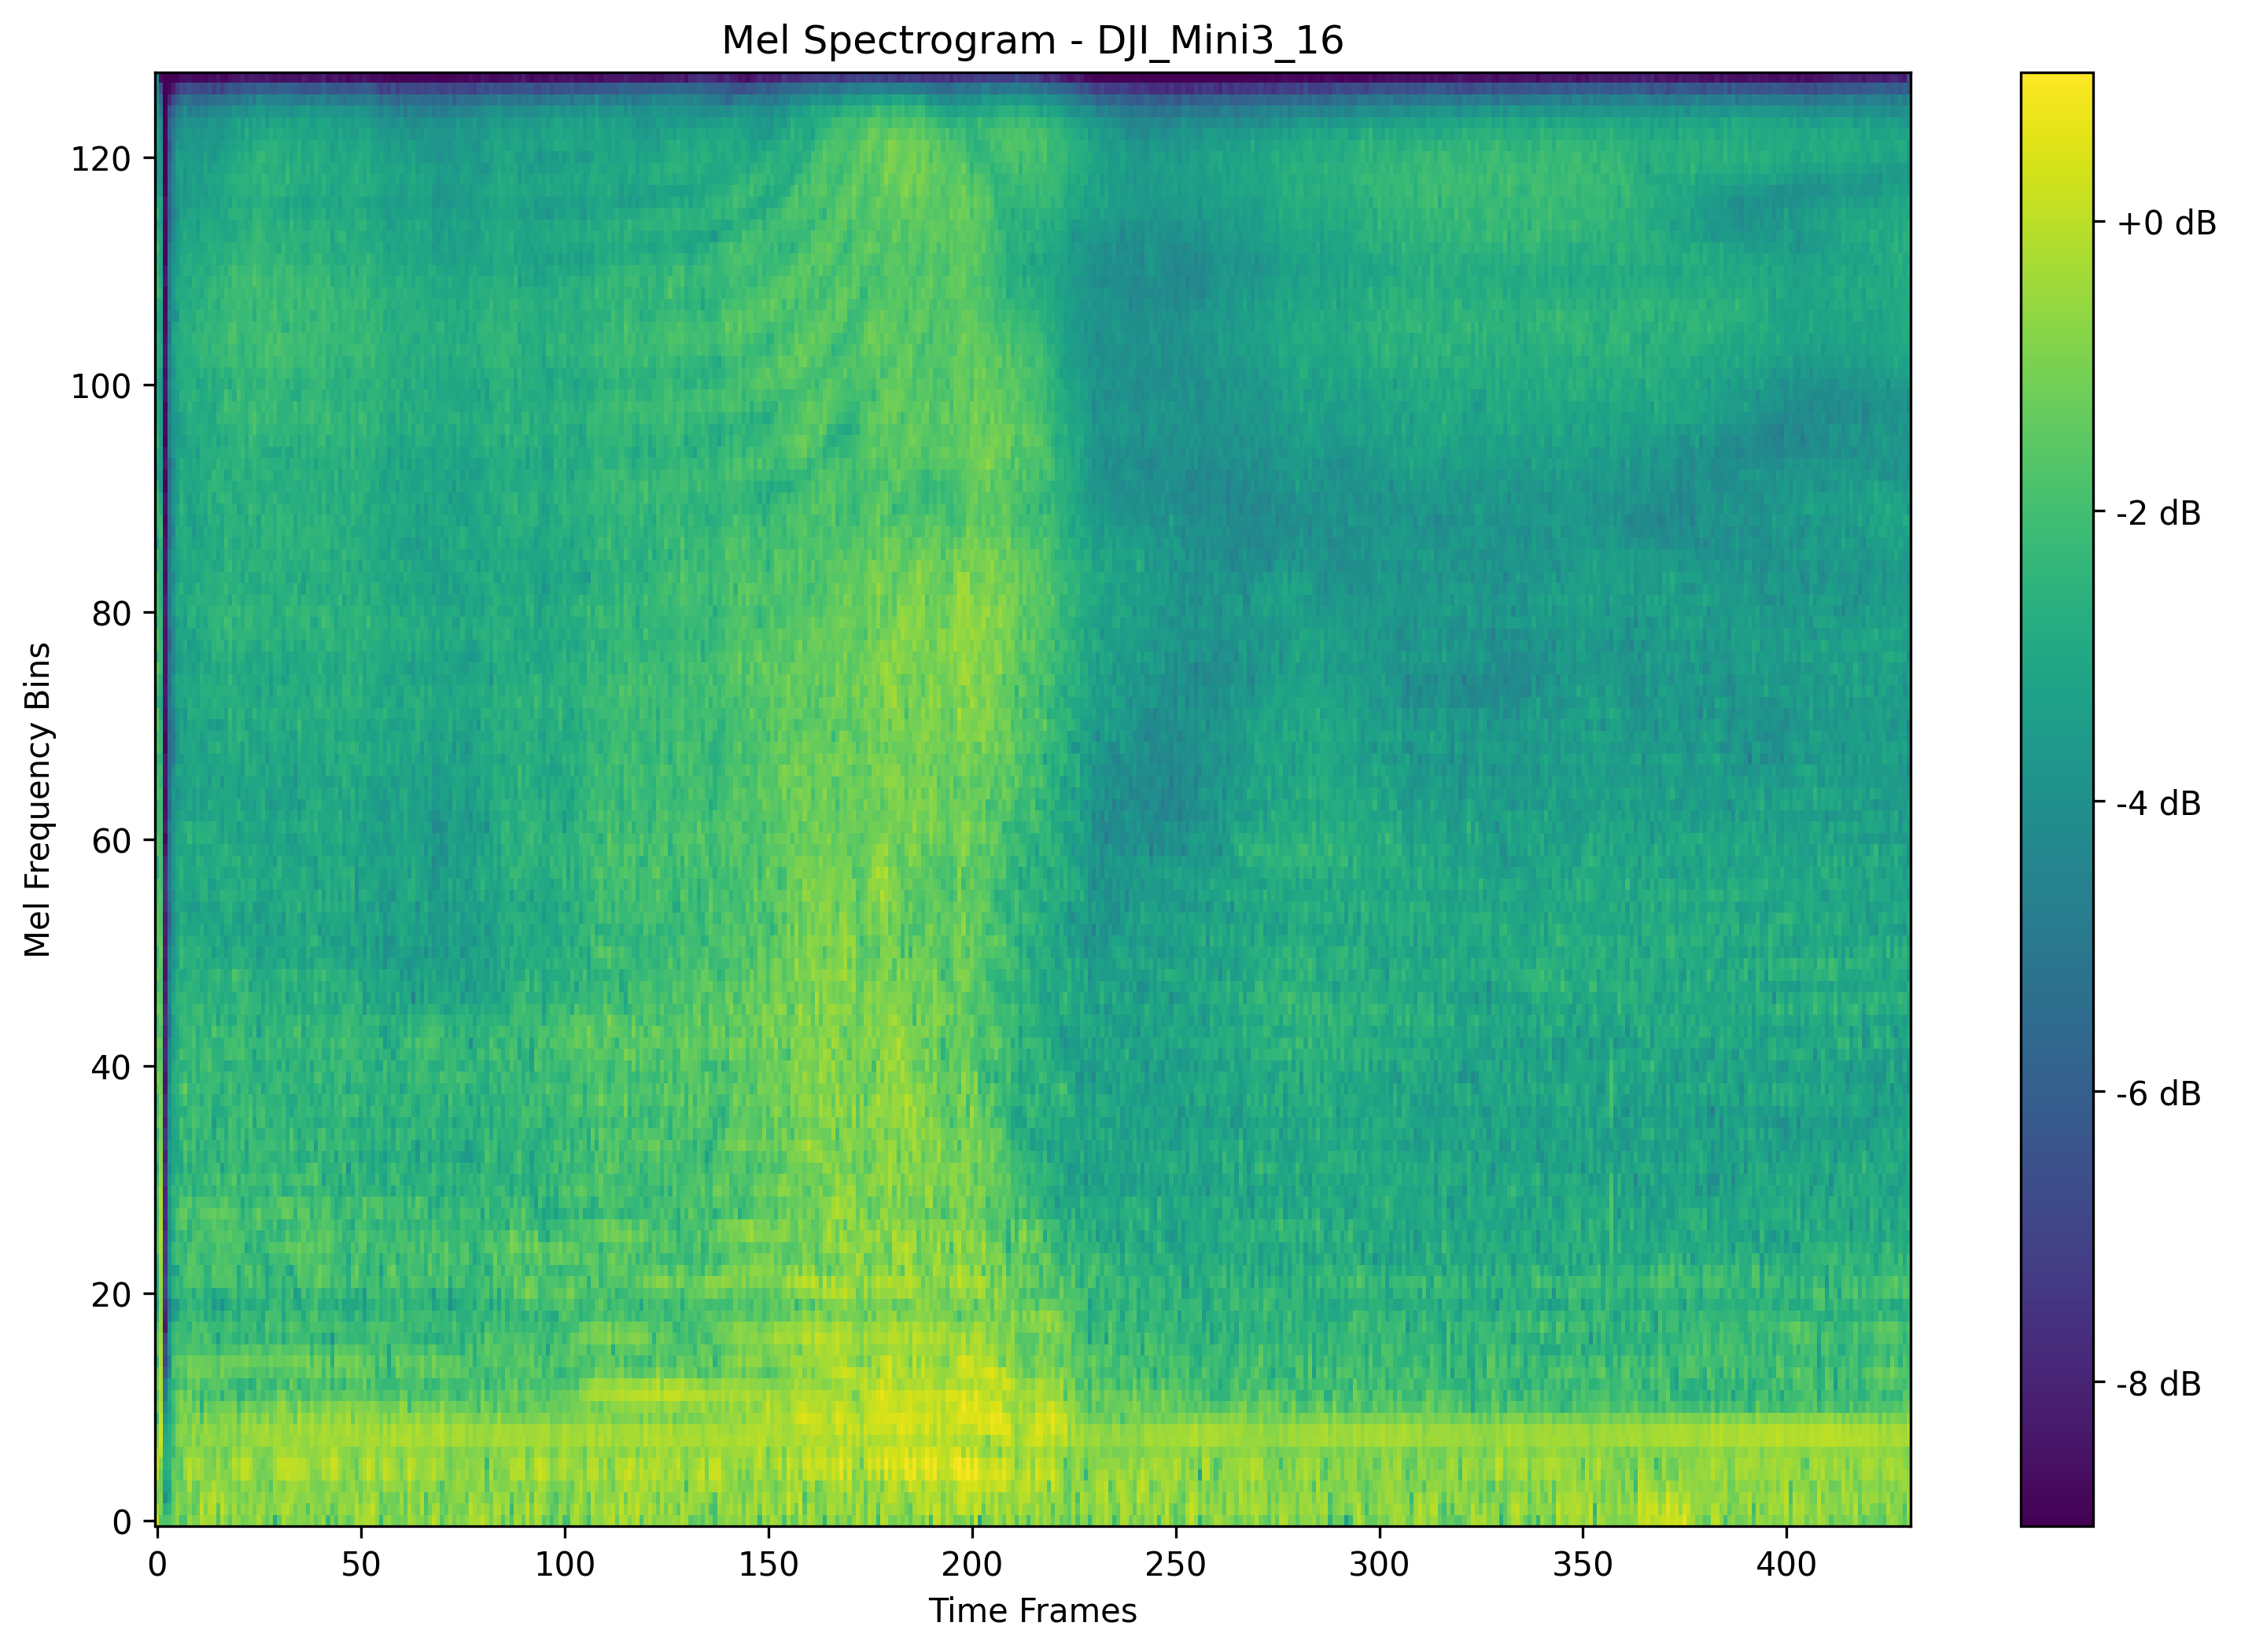 Mel Spectrogram - DJI_Mini3_16
Mel Frequency Bins
120
100
80
60
40
20
0
0 50 100 150 200 250 300 350 400
Time Frames
+0 dB
-2 dB
-4 dB
-6 dB
-8 dB